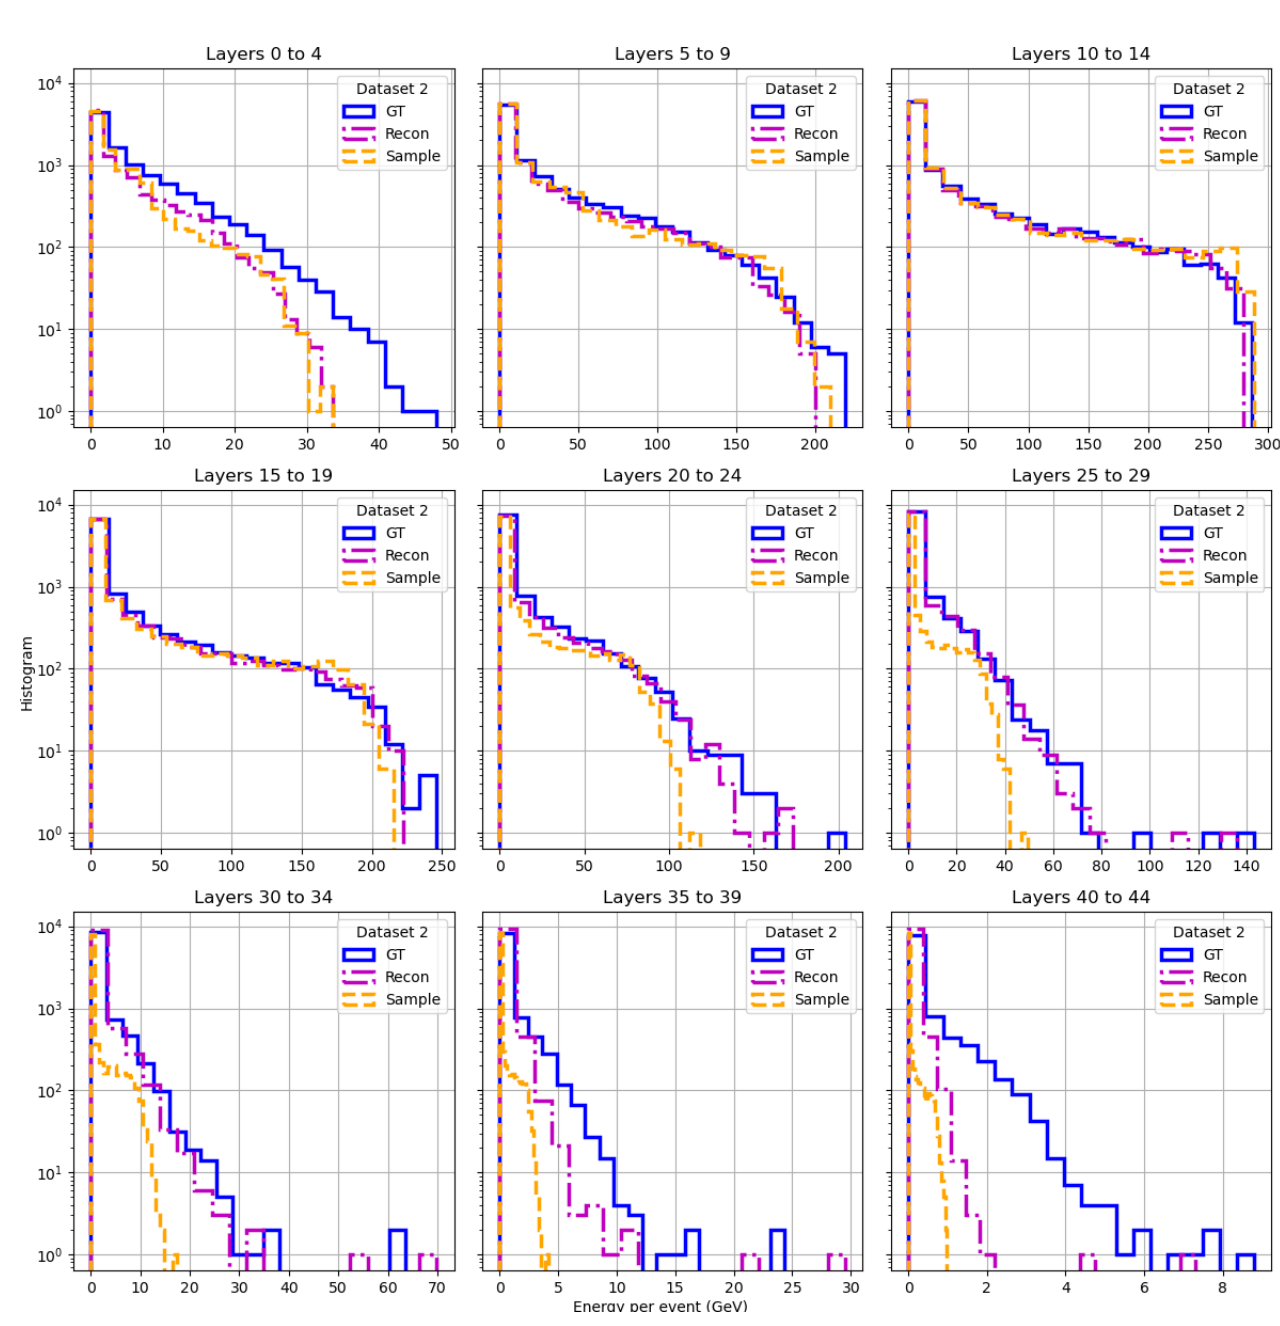 Layers 0 to 4
Layers 5 to 9
Layers 10 to 14
10⁴
10³
10²
10¹
10⁰
Dataset 2
GT
Recon
Sample
Dataset 2
GT
Recon
Sample
Dataset 2
GT
Recon
Sample
0 10 20 30 40 50
0 50 100 150 200
0 50 100 150 200 250 300
Layers 15 to 19
Layers 20 to 24
Layers 25 to 29
Histogram
10⁴
10³
10²
10¹
10⁰
Dataset 2
GT
Recon
Sample
Dataset 2
GT
Recon
Sample
Dataset 2
GT
Recon
Sample
0 50 100 150 200 250
0 50 100 150 200
0 20 40 60 80 100 120 140
Layers 30 to 34
Layers 35 to 39
Layers 40 to 44
10⁴
10³
10²
10¹
10⁰
Dataset 2
GT
Recon
Sample
Dataset 2
GT
Recon
Sample
Dataset 2
GT
Recon
Sample
0 10 20 30 40 50 60 70
0 5 10 15 20 25 30
0 2 4 6 8
Energy per event (GeV)